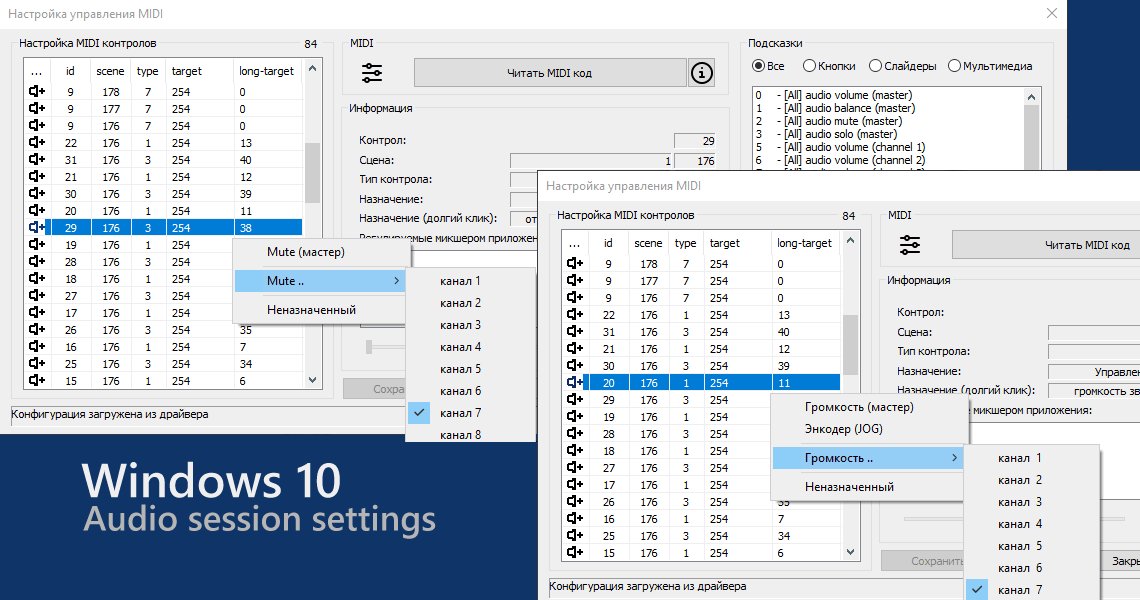 Настройка управления MIDI
Настройка MIDI контролов 84
... id scene type target long-target
9 178 7 254 0
9 177 7 254 0
9 176 7 254 0
22 176 1 254 13
31 176 3 254 40
21 176 1 254 12
30 176 3 254 39
20 176 1 254 11
29 176 3 254 38
19 176 1 254
28 176 3
18 176 1
27 176 3
17 176 1
26 176 3 35
16 176 1 254 7
25 176 3 254 34
15 176 1 254 6
Конфигурация загружена из драйвера
Mute (мастер)
Mute ..
Неназначенный
канал 1
канал 2
канал 3
канал 4
канал 5
канал 6
канал 7
канал 8
MIDI
Читать MIDI код
Информация
Контрол: 29
Сцена: 1 176
Тип контрола:
Назначение:
Назначение (долгий клик): от
Регулируемые микшером приложен
Сохра
Подсказки
Все Кнопки Слайдеры Мультимедиа
0 - [All] audio volume (master)
1 - [All] audio balance (master)
2 - [All] audio mute (master)
3 - [All] audio solo (master)
5 - [All] audio volume (channel 1)
6 - [All] audio volume (channel 2)
Настройка управления MIDI
Настройка MIDI контролов 84
... id scene type target long-target
9 178 7 254 0
9 177 7 254 0
9 176 7 254 0
22 176 1 254 13
31 176 3 254 40
21 176 1 254 12
30 176 3 254 39
20 176 1 254 11
29 176 3 254
19 176 1 254
28 176 3
18 176 1
27 176 3
17 176 1
26 176 3 254 35
16 176 1 254 7
25 176 3 254 34
15 176 1 254 6
Конфигурация загружена из драйвера
Громкость (мастер)
Энкодер (JOG)
Громкость ..
Неназначенный
канал 1
канал 2
канал 3
канал 4
канал 5
канал 6
канал 7
MIDI
Читать MIDI код
Информация
Контрол:
Сцена:
Тип контрола:
Назначение: Управлен
Назначение (долгий клик): громкость зв
микшером приложения:
Сохранить Закры
Windows 10
Audio session settings